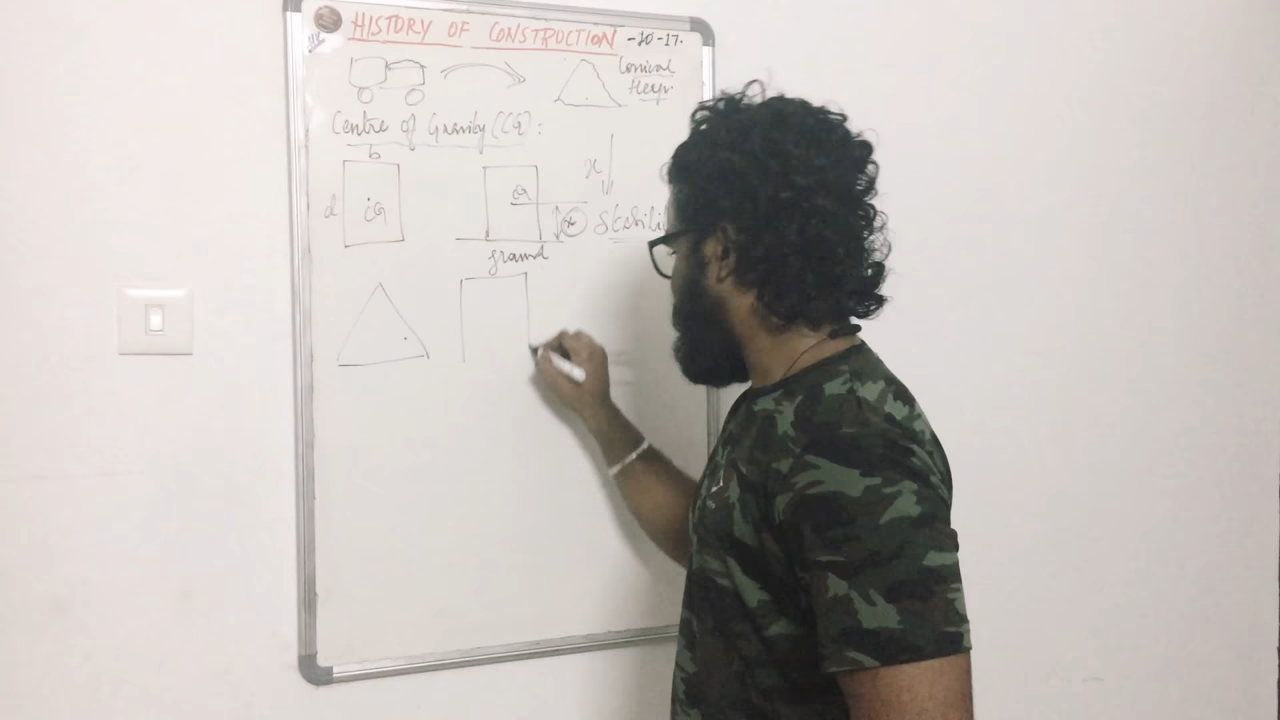 HISTORY OF CONSTRUCTION -10-17.
Conical
Heap.
Centre of Gravity (CG):
b
x
d
CG
G
x
Stabili
ground